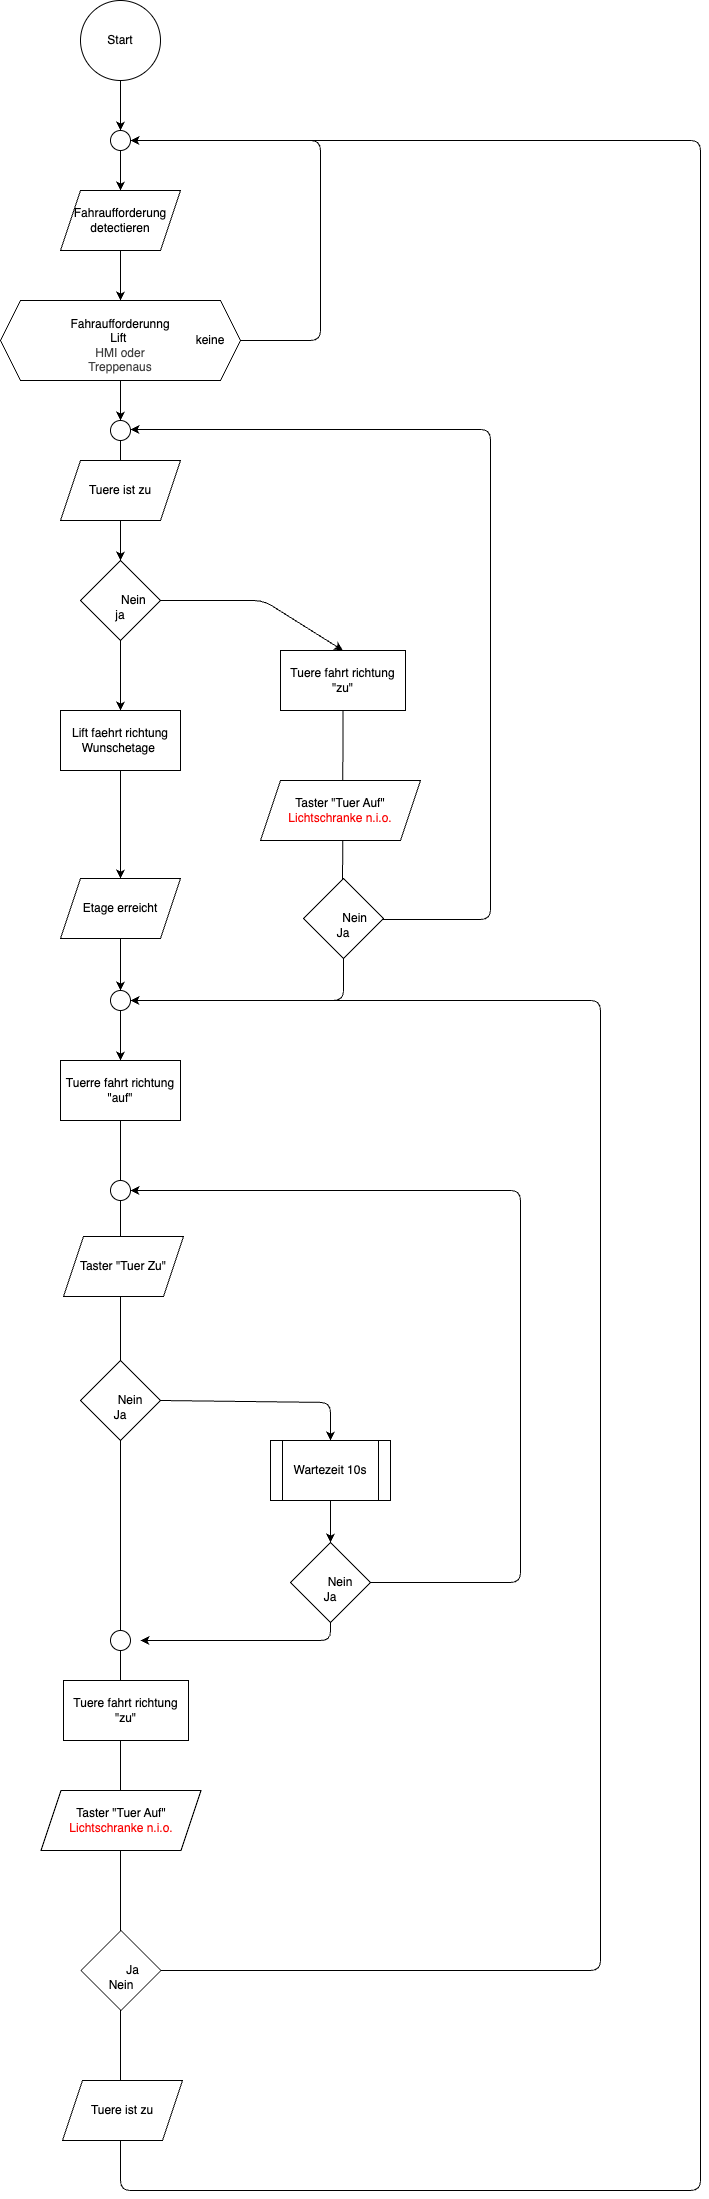 Start
Fahraufforderung
detectieren
Fahraufforderunng
Lift
HMI oder
Treppenaus
keine
Tuere ist zu
Nein
ja
Tuere fahrt richtung
"zu"
Lift faehrt richtung
Wunschetage
Taster "Tuer Auf"
Lichtschranke n.i.o.
Etage erreicht
Nein
Ja
Tuerre fahrt richtung
"auf"
Taster "Tuer Zu"
Nein
Ja
Wartezeit 10s
Nein
Ja
Tuere fahrt richtung
"zu"
Taster "Tuer Auf"
Lichtschranke n.i.o.
Ja
Nein
Tuere ist zu